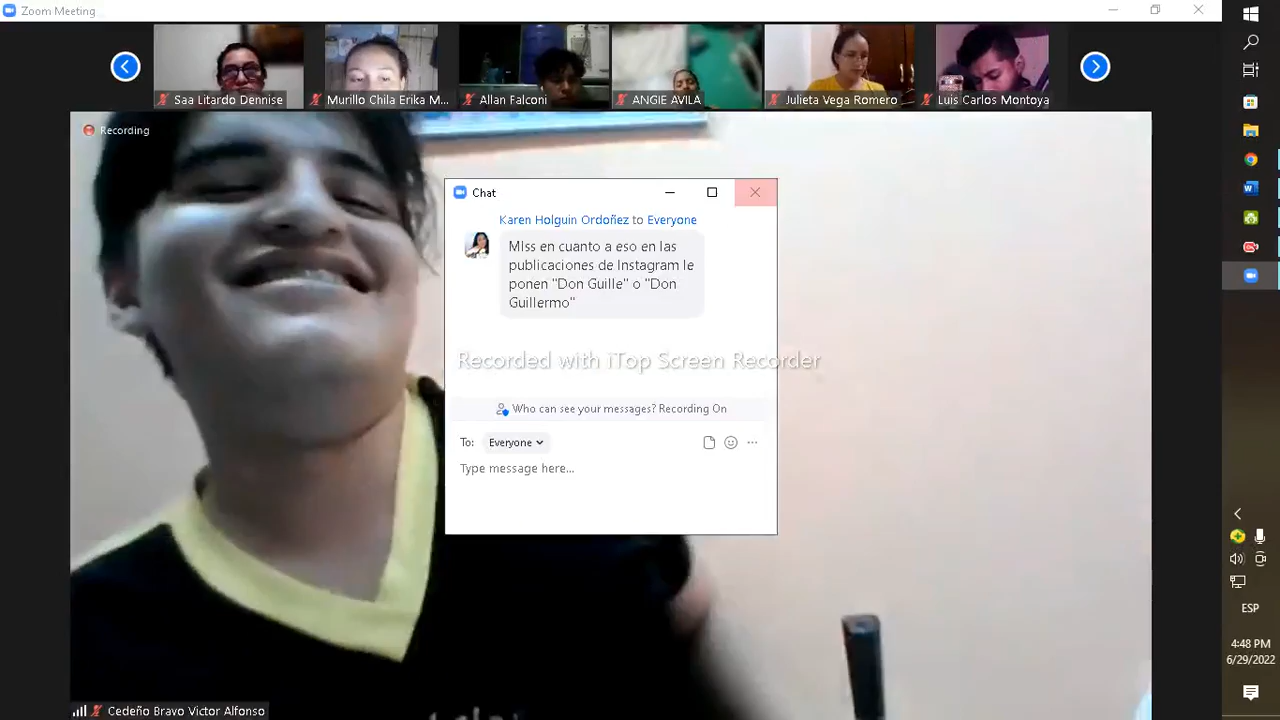 Zoom Meeting
Saa Litardo Dennise
Murillo Chila Erika M...
Allan Falconi
ANGIE AVILA
Julieta Vega Romero
Luis Carlos Montoya
Recording
Chat
Karen Holguin Ordoñez to Everyone
MIss en cuanto a eso en las
publicaciones de Instagram le
ponen "Don Guille" o "Don
Guillermo"
Recorded with iTop Screen Recorder
Who can see your messages? Recording On
To: Everyone
Type message here...
ESP
4:48 PM
6/29/2022
Cedeño Bravo Victor Alfonso